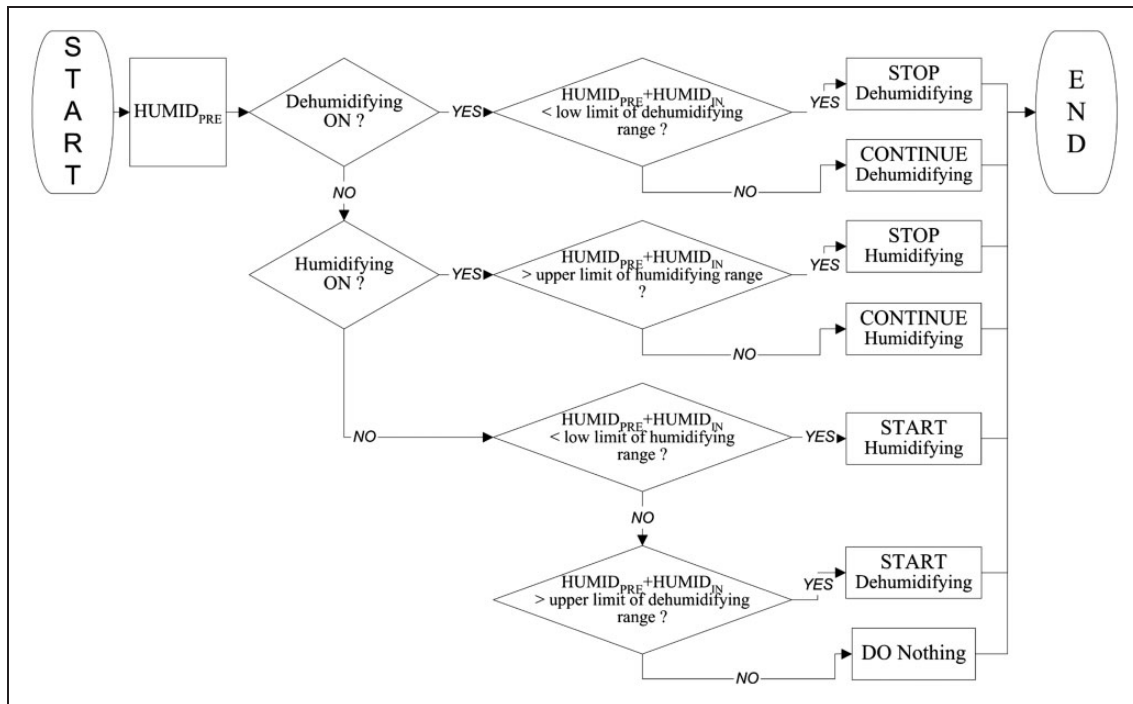 START
HUMIDPRE
Dehumidifying
ON ?
YES
HUMIDPRE+HUMIDIN
< low limit of dehumidifying
range ?
YES
STOP
Dehumidifying
END
NO
CONTINUE
Dehumidifying
NO
Humidifying
ON ?
YES
HUMIDPRE+HUMIDIN
> upper limit of humidifying range
?
YES
STOP
Humidifying
NO
CONTINUE
Humidifying
NO
HUMIDPRE+HUMIDIN
< low limit of humidifying
range ?
YES
START
Humidifying
NO
HUMIDPRE+HUMIDIN
> upper limit of dehumidifying
range ?
YES
START
Dehumidifying
NO
DO Nothing